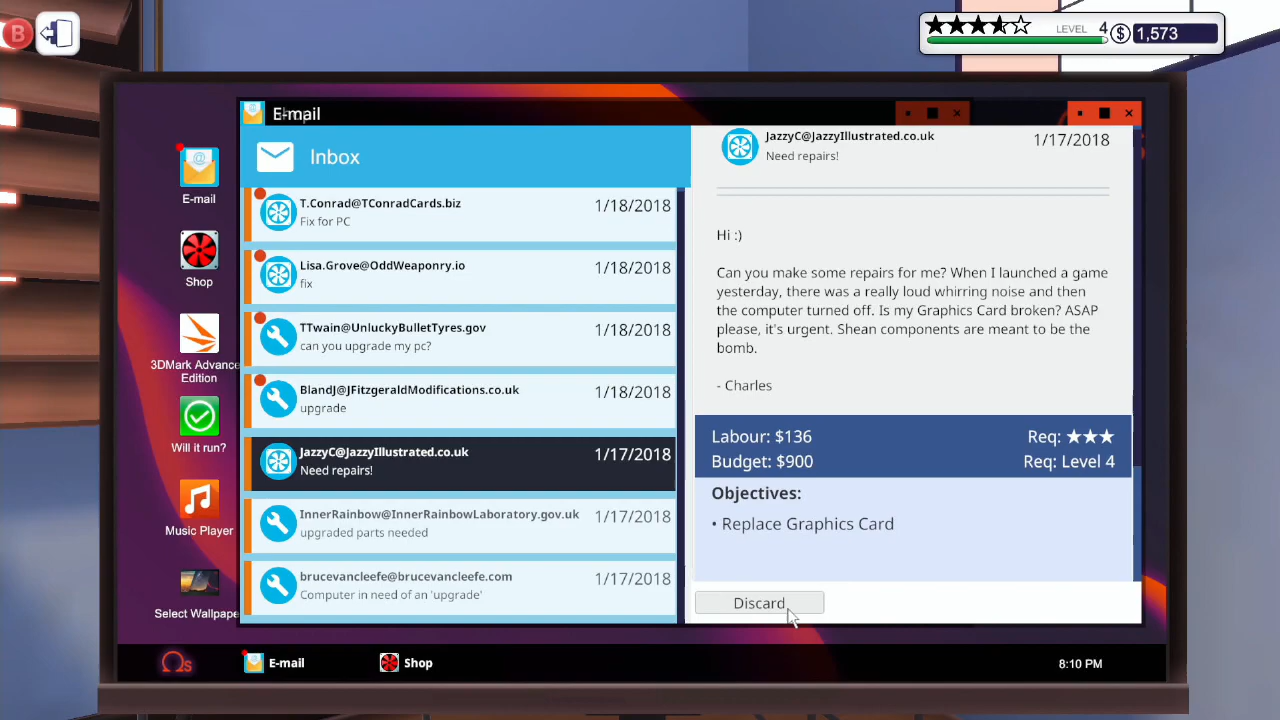 B
LEVEL 4
$ 1,573
E-mail
Inbox
T.Conrad@TConradCards.biz
1/18/2018
Fix for PC
Lisa.Grove@OddWeaponry.io
1/18/2018
fix
TTwain@UnluckyBulletTyres.gov
1/18/2018
can you upgrade my pc?
BlandJ@JFitzgeraldModifications.co.uk
1/18/2018
upgrade
JazzyC@JazzyIllustrated.co.uk
1/17/2018
Need repairs!
InnerRainbow@InnerRainbowLaboratory.gov.uk
1/17/2018
upgraded parts needed
brucevancleefe@brucevancleefe.com
1/17/2018
Computer in need of an 'upgrade'
JazzyC@JazzyIllustrated.co.uk
1/17/2018
Need repairs!
Hi :)
Can you make some repairs for me? When I launched a game
yesterday, there was a really loud whirring noise and then
the computer turned off. Is my Graphics Card broken? ASAP
please, it's urgent. Shean components are meant to be the
bomb.
- Charles
Labour: $136
Req: ★★★
Budget: $900
Req: Level 4
Objectives:
• Replace Graphics Card
Discard
E-mail
Shop
3DMark Advance
Edition
Will it run?
Music Player
Select Wallpape
Ωs
E-mail
Shop
8:10 PM